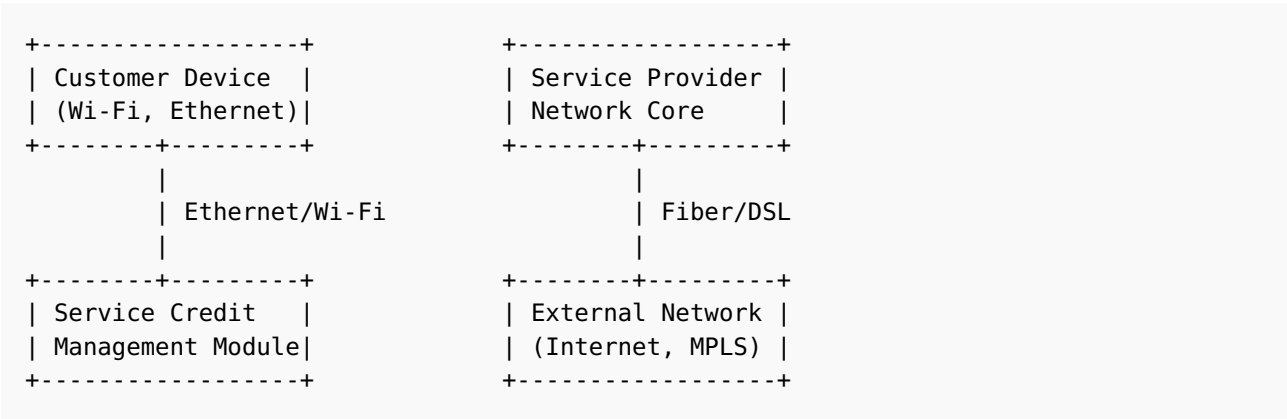 +------------------+             +------------------+
| Customer Device  |             | Service Provider |
| (Wi-Fi, Ethernet)|             | Network Core     |
+--------+---------+             +--------+---------+
         |                                |
         | Ethernet/Wi-Fi                 | Fiber/DSL
         |                                |
+--------+---------+             +--------+---------+
| Service Credit   |             | External Network |
| Management Module|             | (Internet, MPLS) |
+------------------+             +------------------+